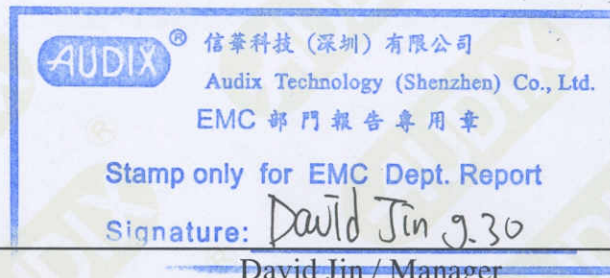 AUDIX® 信華科技 (深圳) 有限公司
Audix Technology (Shenzhen) Co., Ltd.
EMC 部門報告專用章
Stamp only for EMC Dept. Report
Signature: David Jin 9.30
David Jin / Manager